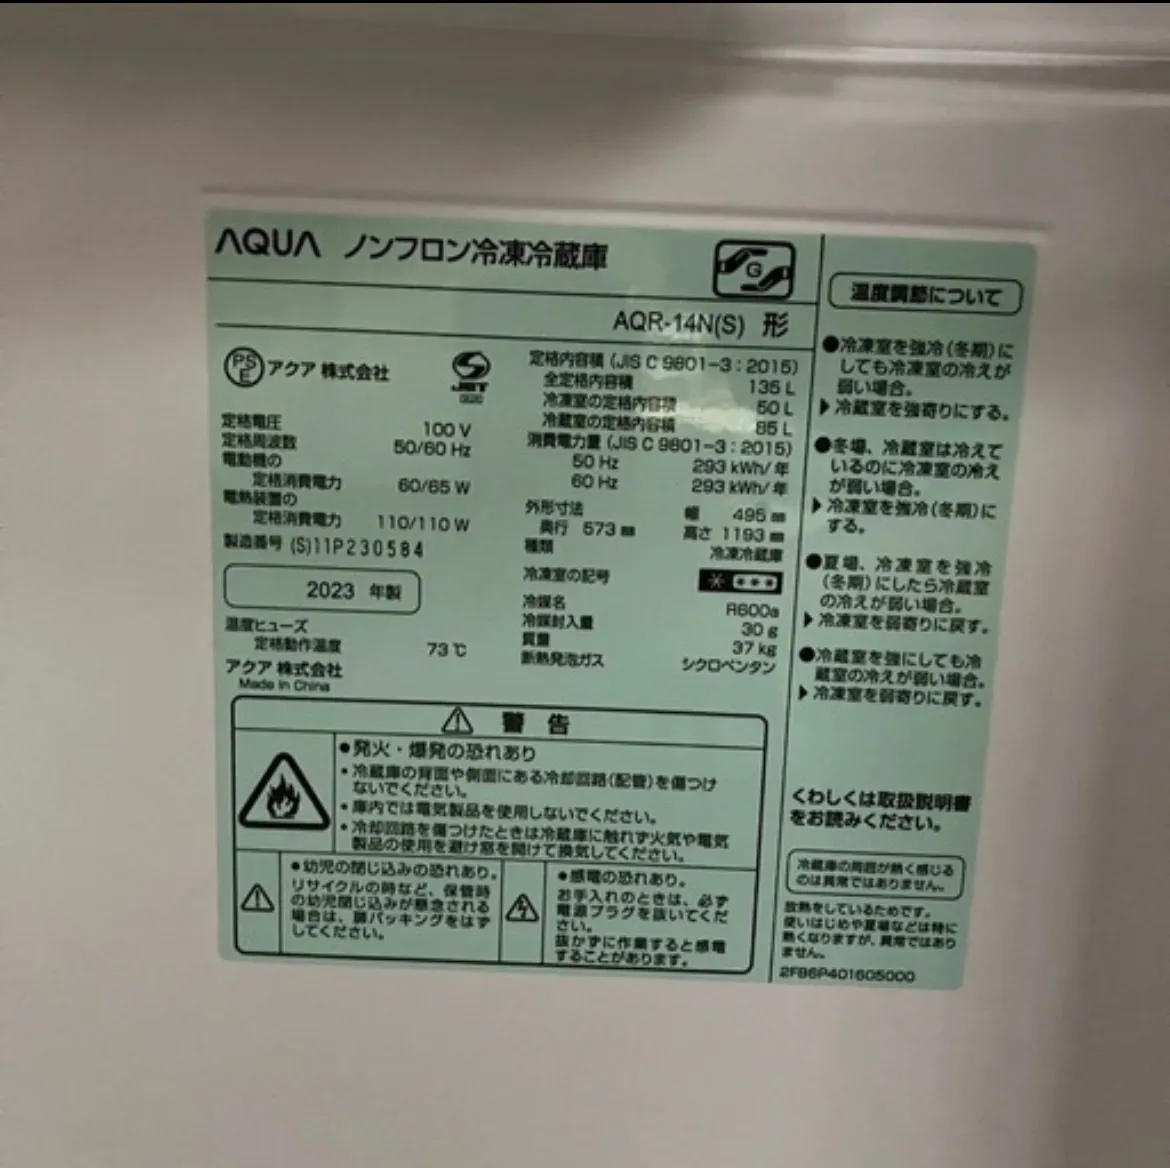 AQUA ノンフロン冷凍冷蔵庫
G
AQR-14N(S) 形
PSE アクア 株式会社
S JET
定格電圧 100 V
定格周波数 50/60 Hz
電動機の
定格消費電力 60/65 W
電熱装置の
定格消費電力 110/110 W
製造番号 (S)11P230584
2023 年製
温度ヒューズ
定格動作温度 73℃
アクア 株式会社
Made in China
定格内容積 (JIS C 9801-3:2015)
全定格内容積 135 L
冷凍室の定格内容積 50 L
冷蔵室の定格内容積 85 L
消費電力量 (JIS C 9801-3:2015)
50 Hz 293 kWh/年
60 Hz 293 kWh/年
外形寸法 幅 495 ㎜
奥行 573 ㎜ 高さ 1193 ㎜
種類 冷凍冷蔵庫
冷凍室の記号
冷媒名 R600a
冷媒封入量 30 g
質量 37 kg
断熱発泡ガス シクロペンタン
警 告
●発火・爆発の恐れあり
・冷蔵庫の背面や側面にある冷却回路(配管)を傷つけ
ないでください。
・庫内では電気製品を使用しないでください。
・冷却回路を傷つけたときは冷蔵庫に触れず火気や電気
製品の使用を避け窓を開けて換気してください。
●幼児の閉じ込みの恐れあり。
リサイクルの時など、保管時
の幼児閉じ込みが懸念される
場合は、扉パッキングをはず
してください。
●感電の恐れあり。
お手入れのときは、必ず
電源プラグを抜いてくだ
さい。
抜かずに作業すると感電
することがあります。
温度調節について
●冷凍室を強冷(冬期)に
しても冷凍室の冷えが
弱い場合。
▶冷蔵室を強寄りにする。
●冬場、冷蔵室は冷えて
いるのに冷凍室の冷え
が弱い場合。
▶冷凍室を強冷(冬期)に
する。
●夏場、冷凍室を強冷
(冬期)にしたら冷蔵室
の冷えが弱い場合。
▶冷凍室を弱寄りに戻す。
●冷蔵室を強にしても冷
蔵室の冷えが弱い場合。
▶冷凍室を弱寄りに戻す。
くわしくは取扱説明書
をお読みください。
冷蔵庫の周囲が熱く感じる
のは異常ではありません。
放熱をしているためです。
使いはじめや夏場などは特に
熱くなりますが、異常ではあり
ません。
2FB6P401605000